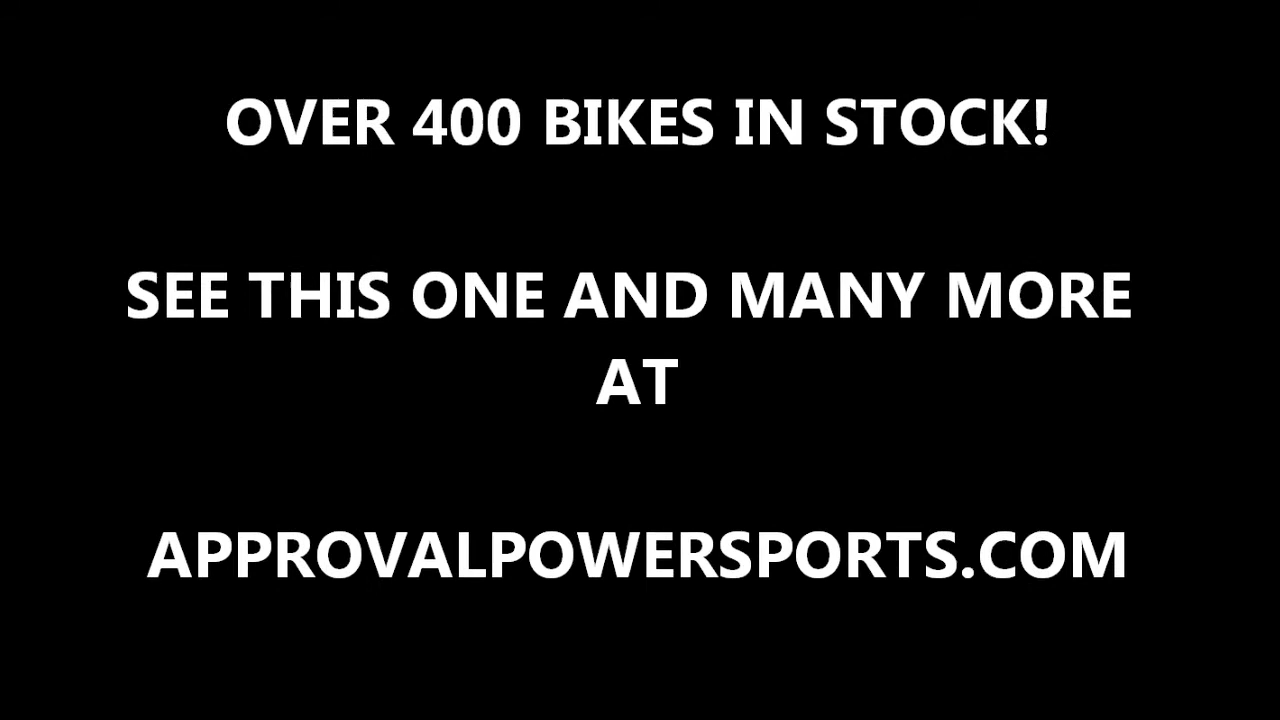 OVER 400 BIKES IN STOCK!
SEE THIS ONE AND MANY MORE
AT
APPROVALPOWERSPORTS.COM